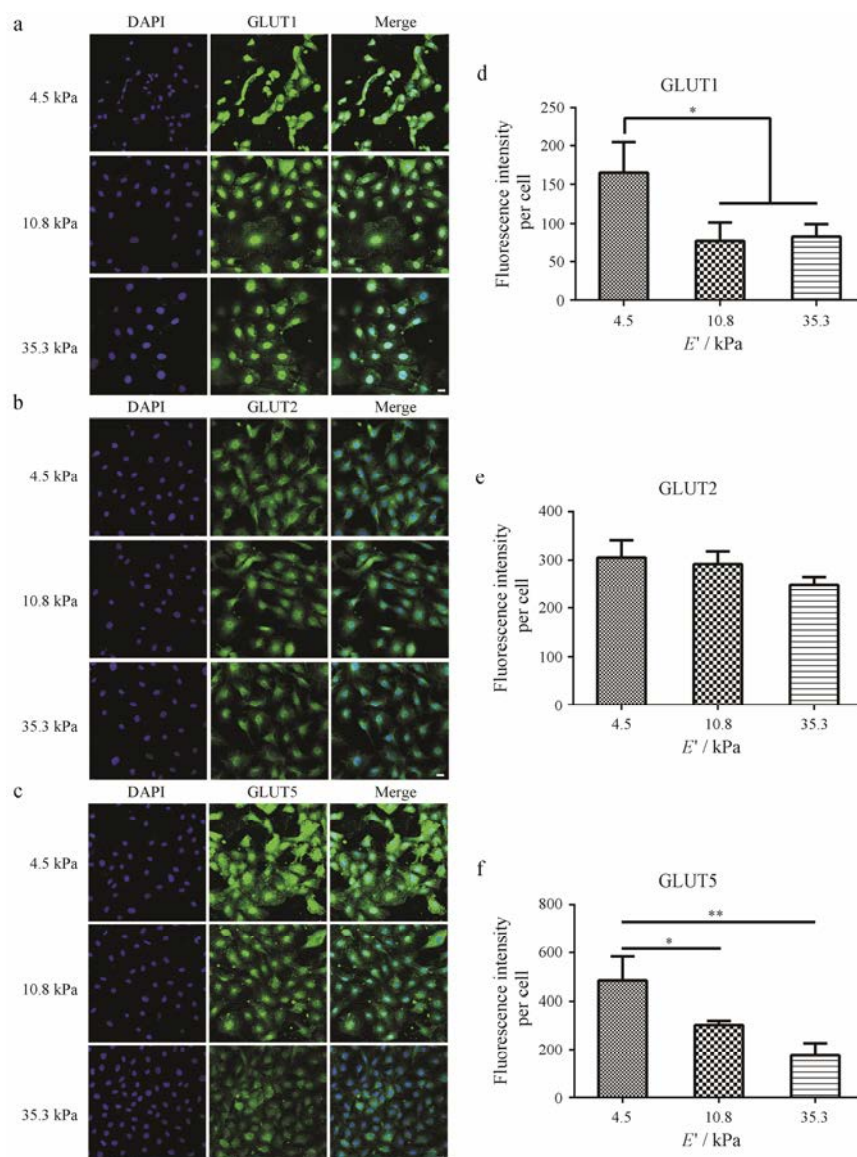 a
DAPI GLUT1 Merge
4.5 kPa
10.8 kPa
35.3 kPa
b
DAPI GLUT2 Merge
4.5 kPa
10.8 kPa
35.3 kPa
c
DAPI GLUT5 Merge
4.5 kPa
10.8 kPa
35.3 kPa
d
GLUT1
Fluorescence intensity
per cell
250
200
150
100
50
0
*
4.5 10.8 35.3
E' / kPa
e
GLUT2
Fluorescence intensity
per cell
400
300
200
100
0
4.5 10.8 35.3
E' / kPa
f
GLUT5
Fluorescence intensity
per cell
800
600
400
200
0
**
*
4.5 10.8 35.3
E' / kPa